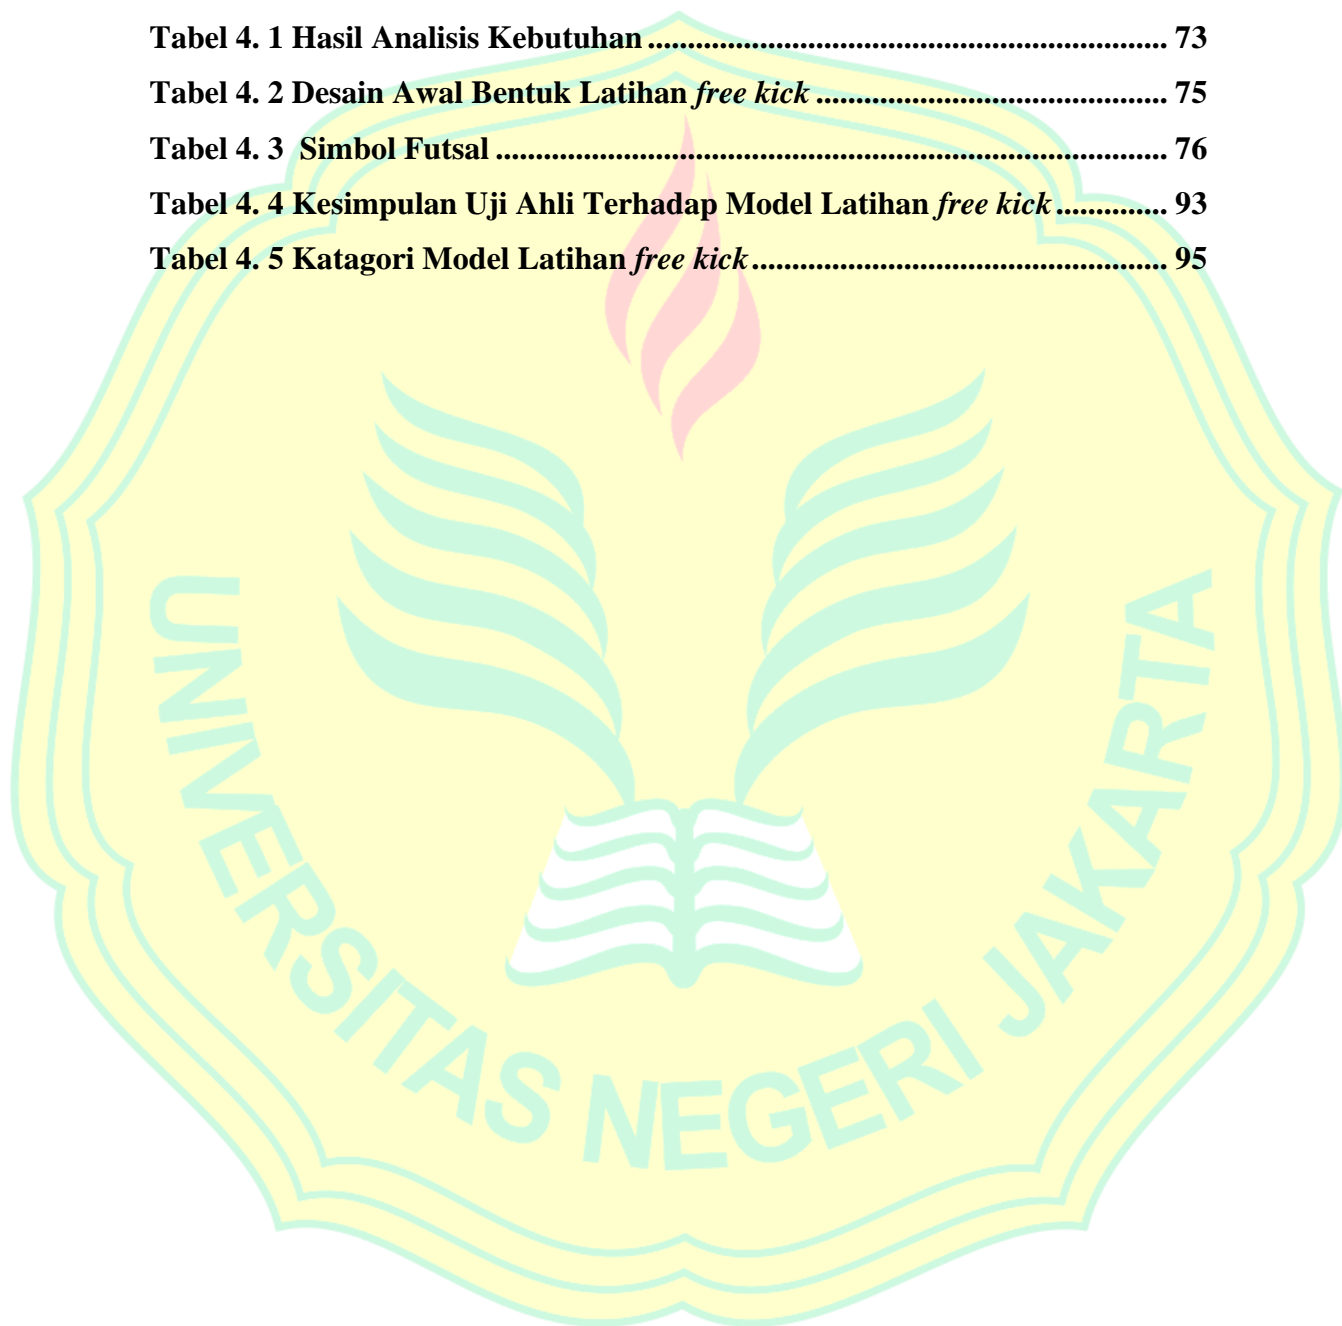 Tabel 4. 1 Hasil Analisis Kebutuhan .................................................................. 73
Tabel 4. 2 Desain Awal Bentuk Latihan free kick ............................................. 75
Tabel 4. 3  Simbol Futsal ..................................................................................... 76
Tabel 4. 4 Kesimpulan Uji Ahli Terhadap Model Latihan free kick .............. 93
Tabel 4. 5 Katagori Model Latihan free kick ..................................................... 95
UNIVERSITAS NEGERI JAKARTA